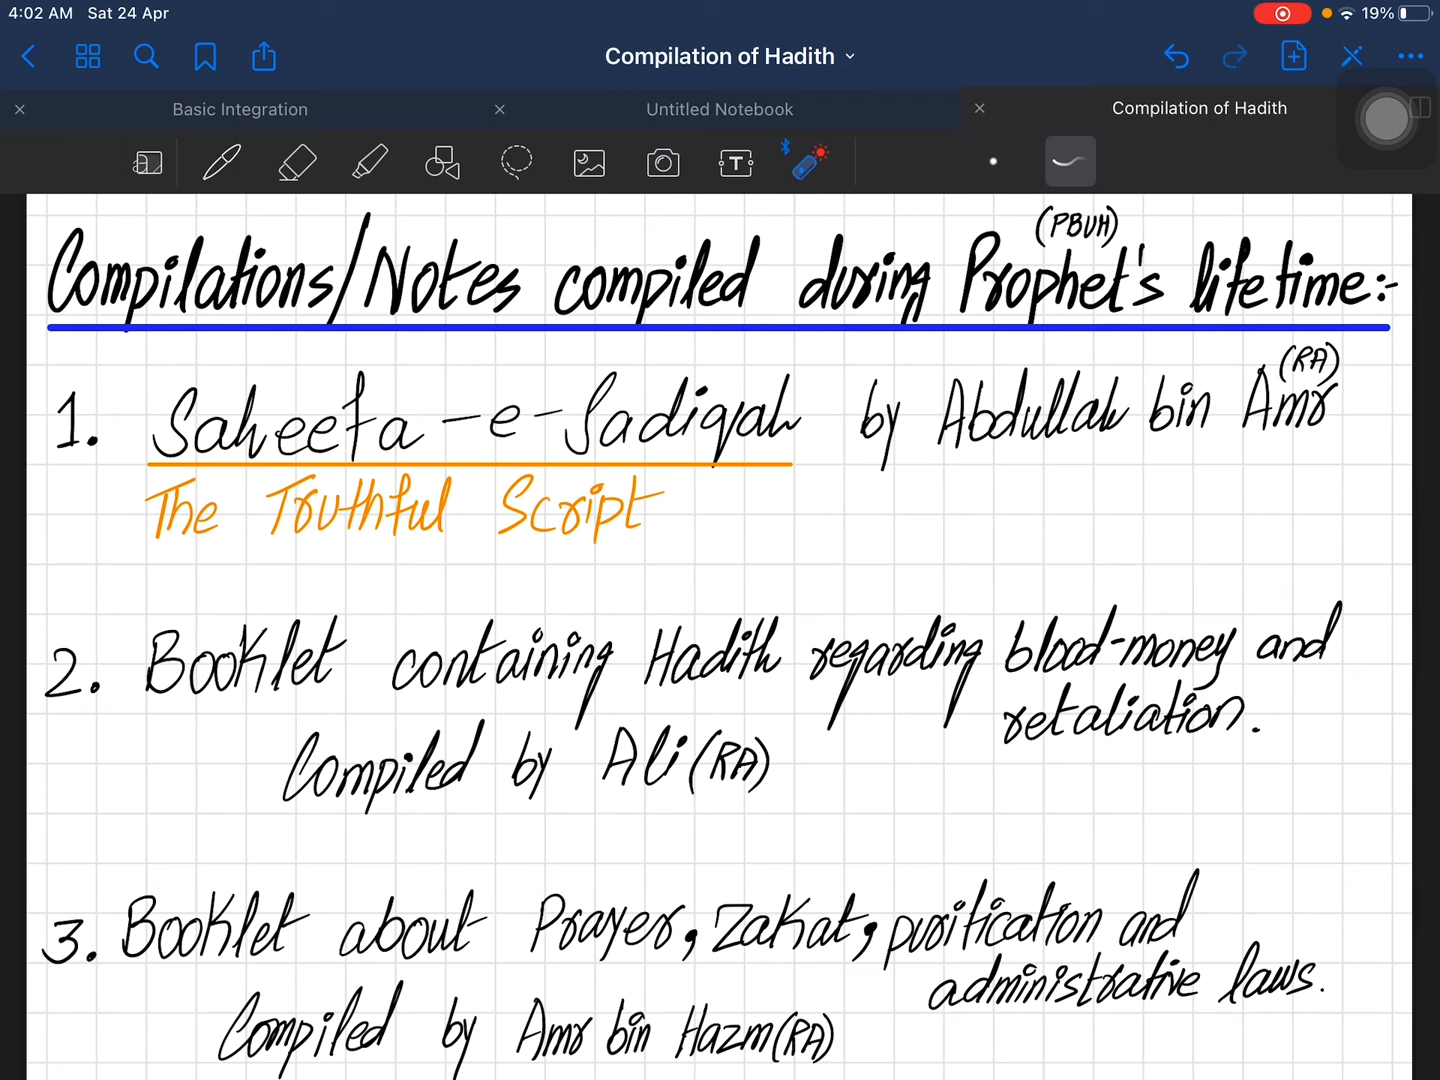 4:02 AM Sat 24 Apr 19%
Compilation of Hadith
Basic Integration Untitled Notebook Compilation of Hadith
T
(PBUH)
Compilations/Notes compiled during Prophet's lifetime:-
(RA)
1. Saheefa-e-Sadiqah by Abdullah bin Amr
The Truthful Script
2. Booklet containing Hadith regarding blood-money and
retaliation.
Compiled by Ali (RA)
3. Booklet about Prayer, Zakat, purification and
administrative laws.
Compiled by Amr bin Hazm (RA)